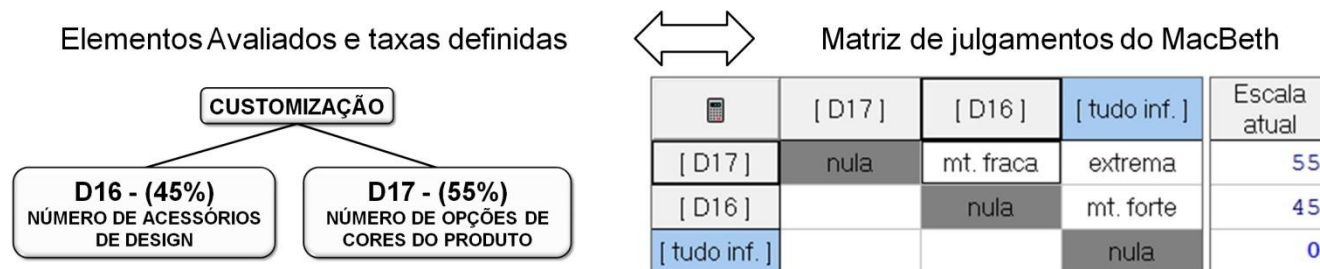 Elementos Avaliados e taxas definidas
CUSTOMIZAÇÃO
D16 - (45%)
NÚMERO DE ACESSÓRIOS
DE DESIGN
D17 - (55%)
NÚMERO DE OPÇÕES DE
CORES DO PRODUTO
Matriz de julgamentos do MacBeth
[ D17 ] [ D16 ] [ tudo inf. ] Escala
atual
[ D17 ] nula mt. fraca extrema 55
[ D16 ] nula mt. forte 45
[ tudo inf. ] nula 0